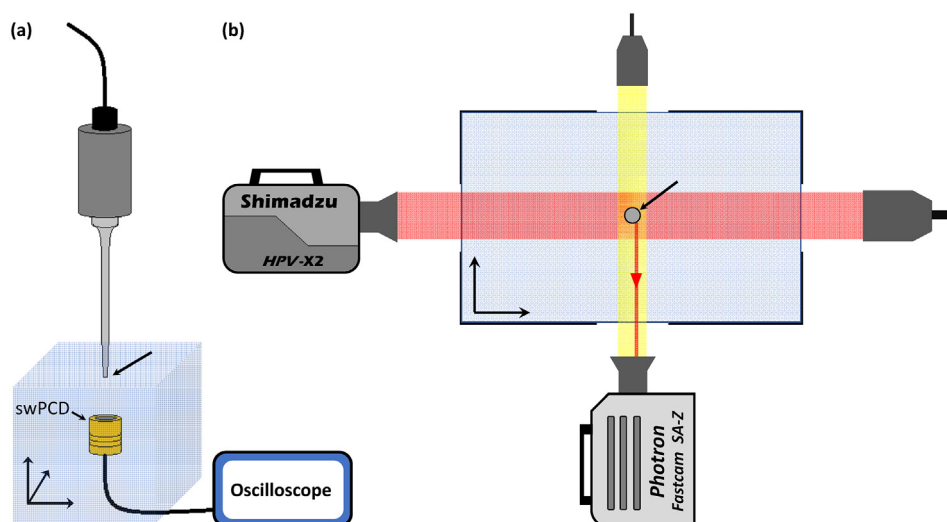 (a)
(b)
Shimadzu
HPV-X2
swPCD
Oscilloscope
Photron
Fastcam SA-Z